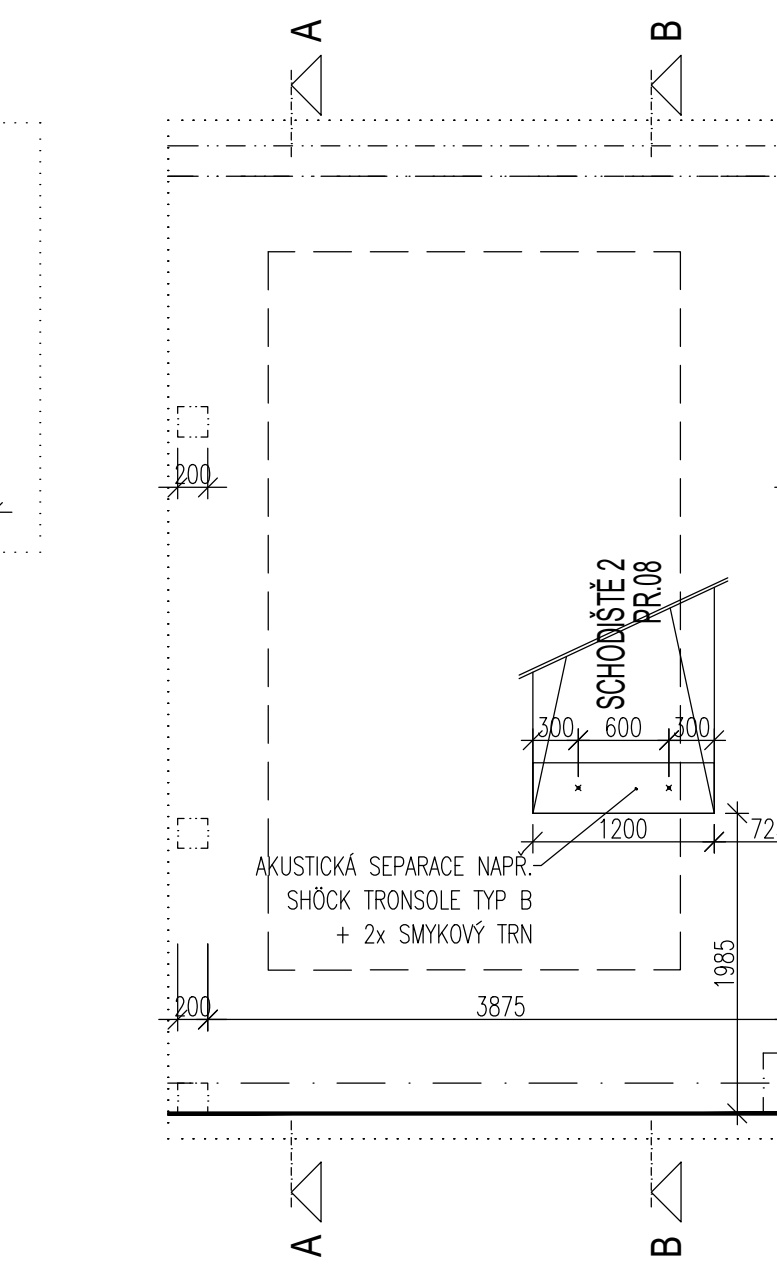 A
B
200
SCHODIŠTĚ 2
PR.08
300 600 300
1200
AKUSTICKÁ SEPARACE NAPŘ.
SHÖCK TRONSOLE TYP B
+ 2x SMYKOVÝ TRN
1985
200
3875
A
B